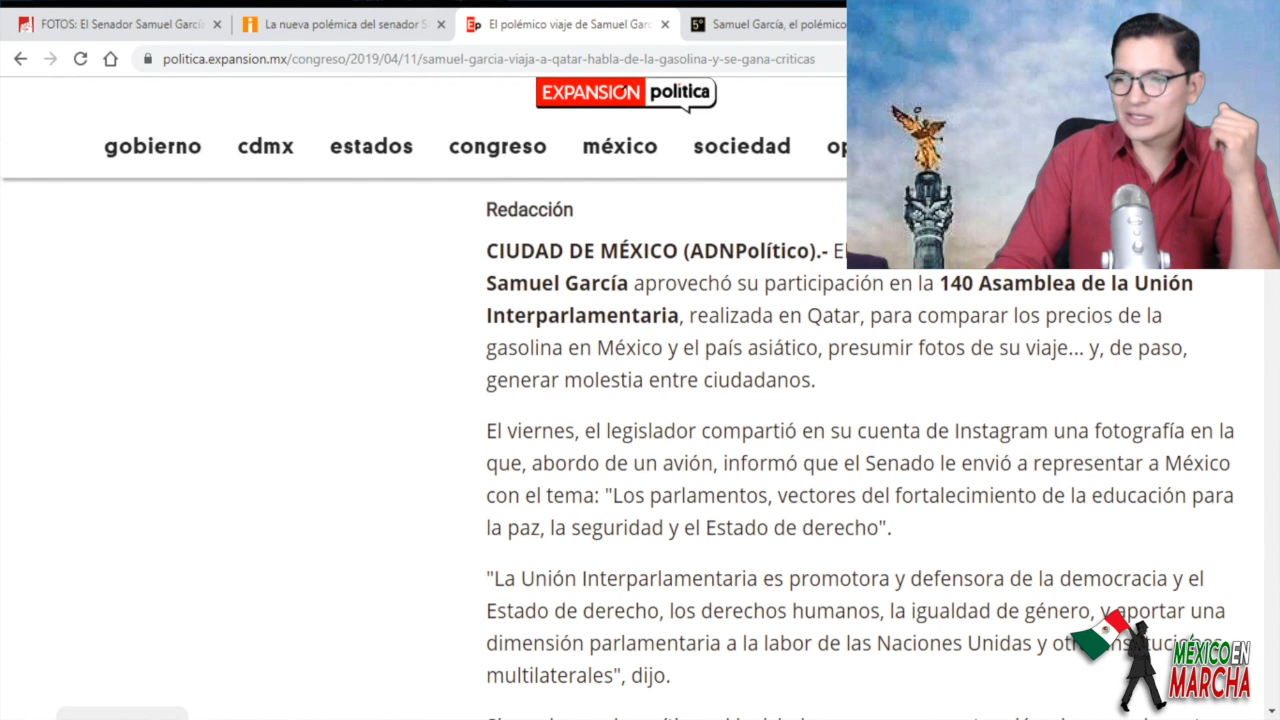 FOTOS: El Senador Samuel Garcí
La nueva polémica del senador S
El polémico viaje de Samuel Garc
Samuel García, el polémico
politica.expansion.mx/congreso/2019/04/11/samuel-garcia-viaja-a-qatar-habla-de-la-gasolina-y-se-gana-criticas
EXPANSIÓN política
gobierno cdmx estados congreso méxico sociedad op
Redacción
CIUDAD DE MÉXICO (ADNPolítico).- E
Samuel García aprovechó su participación en la 140 Asamblea de la Unión
Interparlamentaria, realizada en Qatar, para comparar los precios de la
gasolina en México y el país asiático, presumir fotos de su viaje... y, de paso,
generar molestia entre ciudadanos.
El viernes, el legislador compartió en su cuenta de Instagram una fotografía en la
que, abordo de un avión, informó que el Senado le envió a representar a México
con el tema: "Los parlamentos, vectores del fortalecimiento de la educación para
la paz, la seguridad y el Estado de derecho".
"La Unión Interparlamentaria es promotora y defensora de la democracia y el
Estado de derecho, los derechos humanos, la igualdad de género, y aportar una
dimensión parlamentaria a la labor de las Naciones Unidas y
multilaterales", dijo.
MÉXICO EN
MARCHA